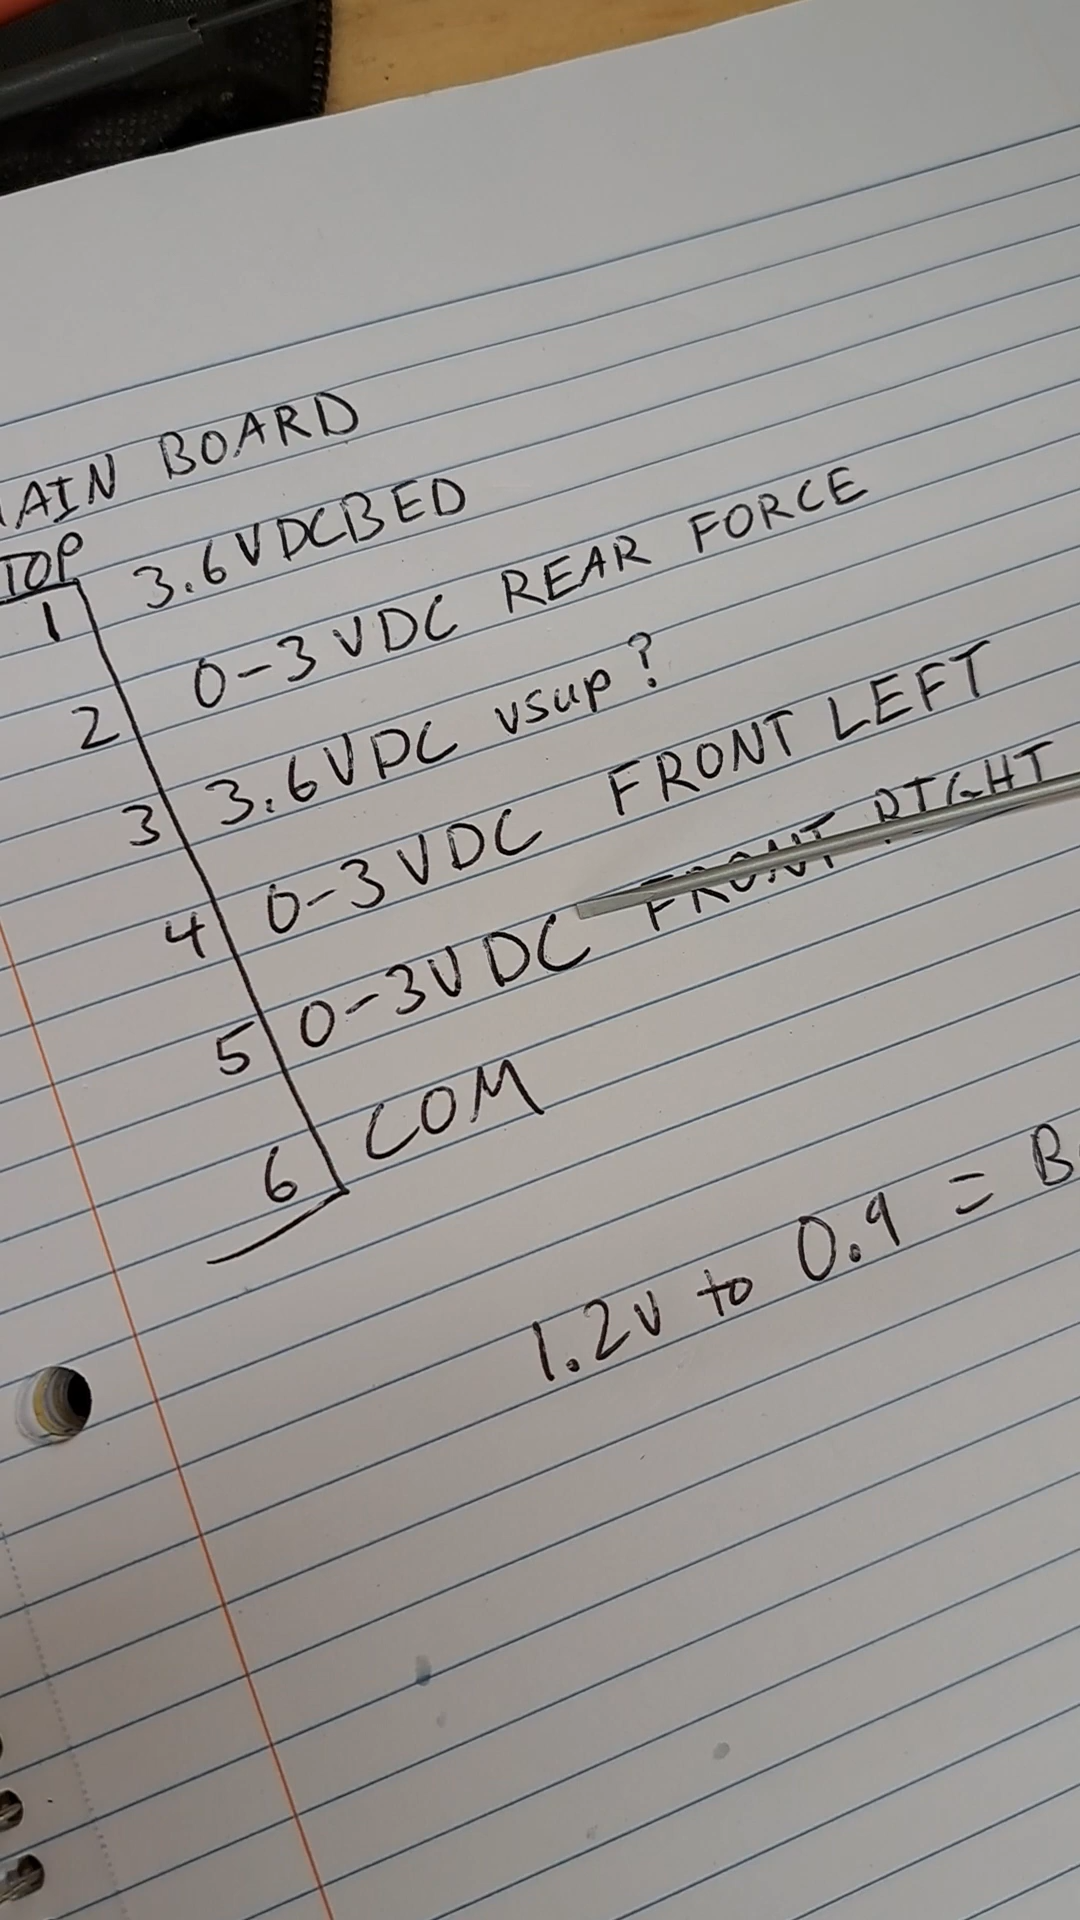 MAIN BOARD
TOP
1 3.6VDCBED
2 0-3VDC REAR FORCE
3 3.6VDC vsup?
4 0-3VDC FRONT LEFT
5 0-3VDC FRONT RIGHT
6 COM
1.2V to 0.9 =